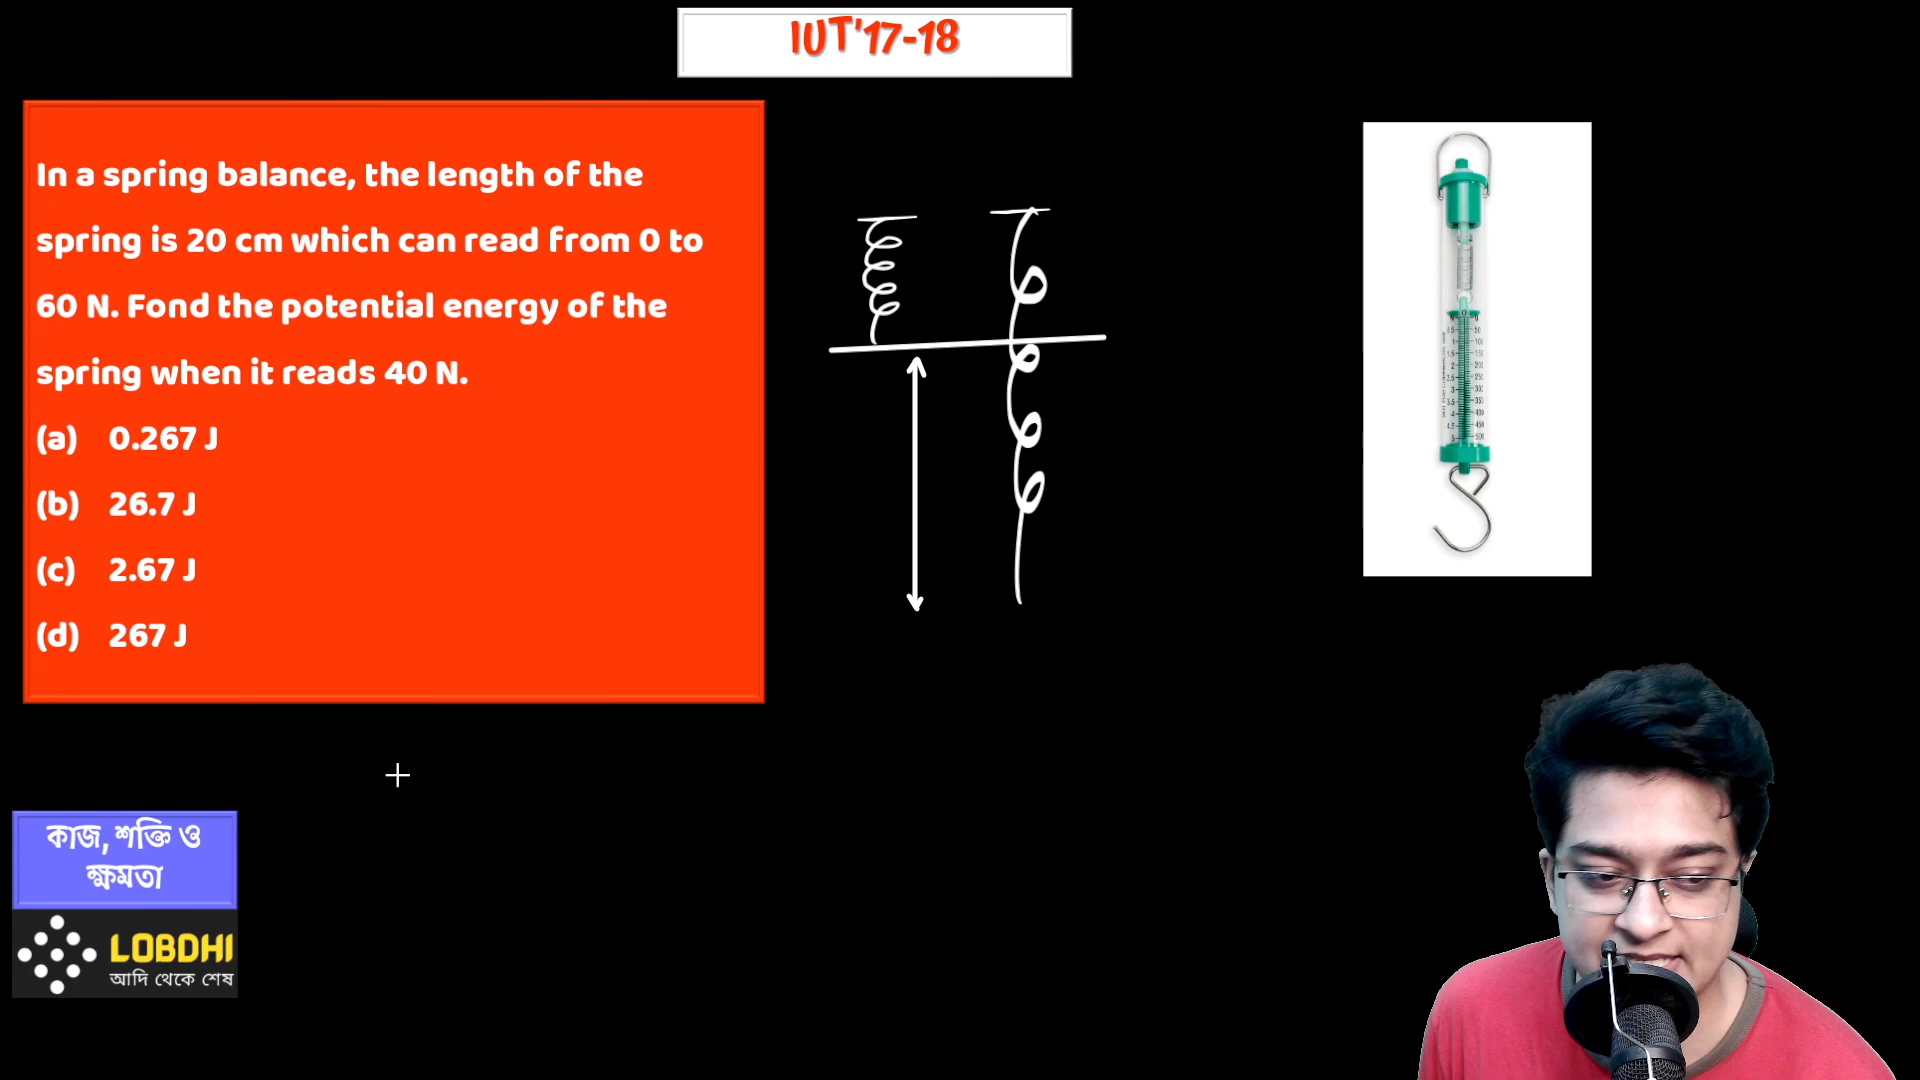 IUT'17-18
In a spring balance, the length of the
spring is 20 cm which can read from 0 to
60 N. Fond the potential energy of the
spring when it reads 40 N.
(a) 0.267 J
(b) 26.7 J
(c) 2.67 J
(d) 267 J
কাজ, শক্তি ও
ক্ষমতা
LOBDHI
আদি থেকে শেষ